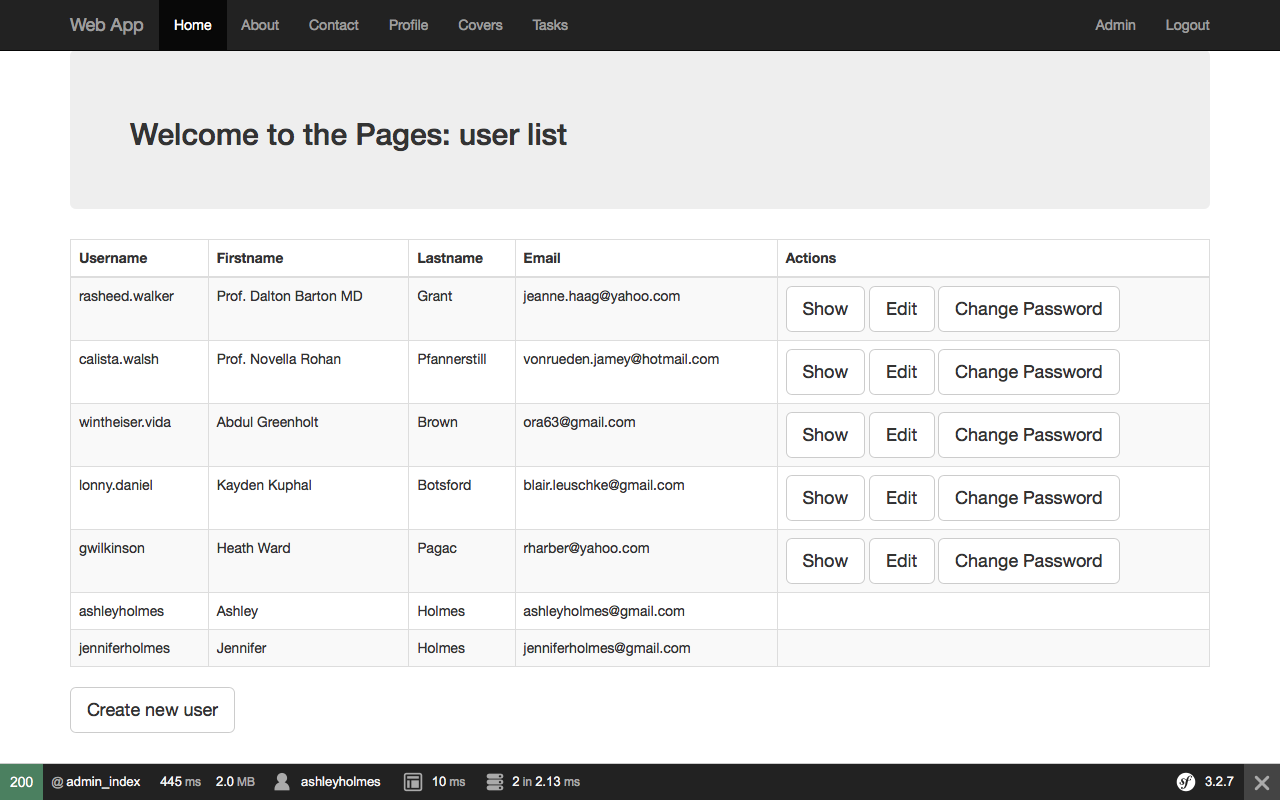 Web App Home About Contact Profile Covers Tasks Admin Logout
Welcome to the Pages: user list
Username Firstname Lastname Email Actions
rasheed.walker Prof. Dalton Barton MD Grant jeanne.haag@yahoo.com Show Edit Change Password
calista.walsh Prof. Novella Rohan Pfannerstill vonrueden.jamey@hotmail.com Show Edit Change Password
wintheiser.vida Abdul Greenholt Brown ora63@gmail.com Show Edit Change Password
lonny.daniel Kayden Kuphal Botsford blair.leuschke@gmail.com Show Edit Change Password
gwilkinson Heath Ward Pagac rharber@yahoo.com Show Edit Change Password
ashleyholmes Ashley Holmes ashleyholmes@gmail.com
jenniferholmes Jennifer Holmes jenniferholmes@gmail.com
Create new user
200 @ admin_index 445 ms 2.0 MB ashleyholmes 10 ms 2 in 2.13 ms sf 3.2.7